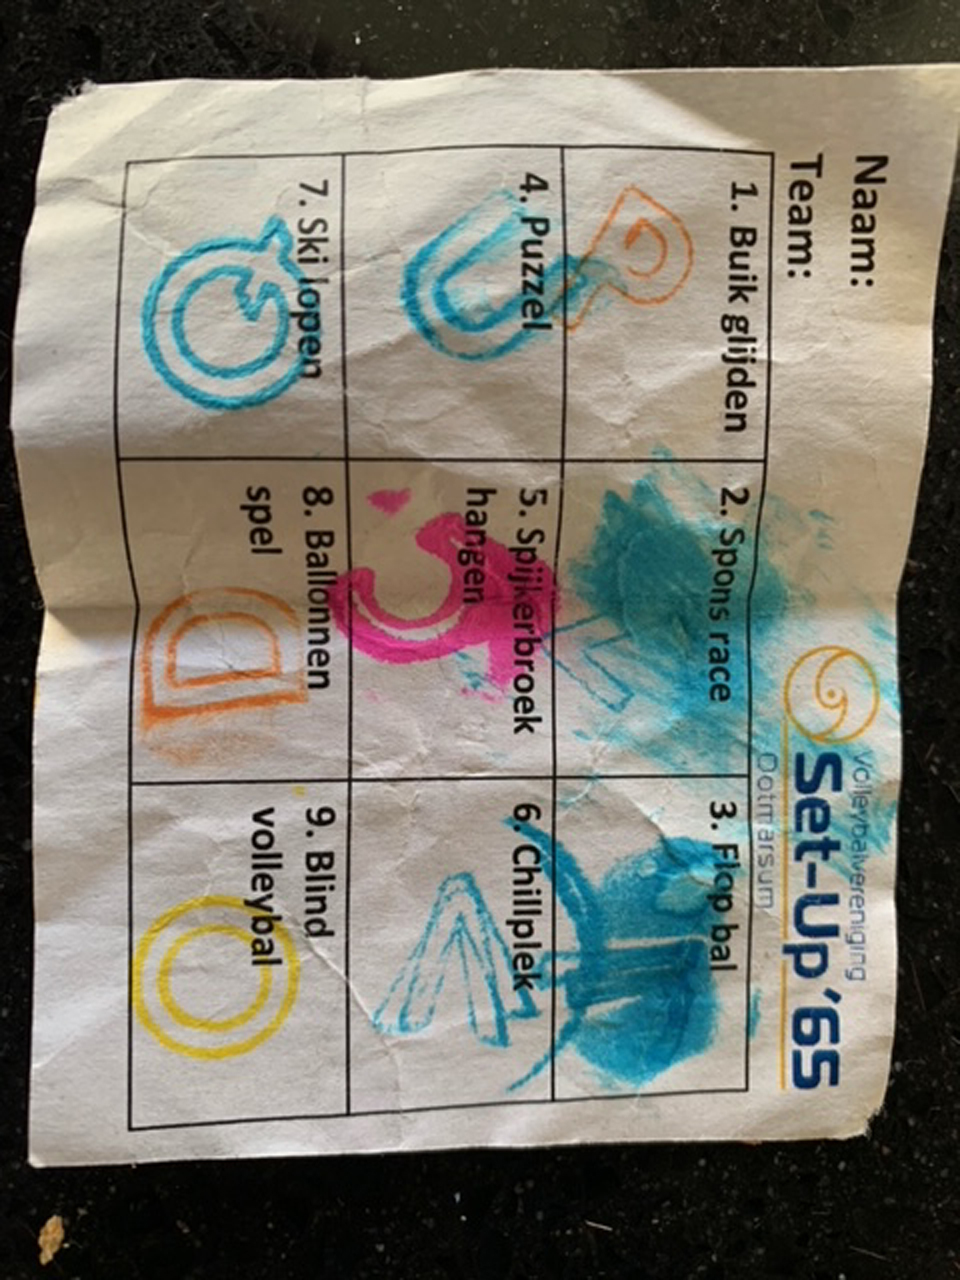 Naam:
Team:
Volleybalvereniging
Set-Up'65
Ootmarsum
1. Buik glijden
P
2. Spons race
3. Flop bal
4. Puzzel
U
5. Spijkerbroek
hangen
6. Chillplek
7. Ski lopen
Q
8. Ballonnen
spel
D
9. Blind
volleybal
O